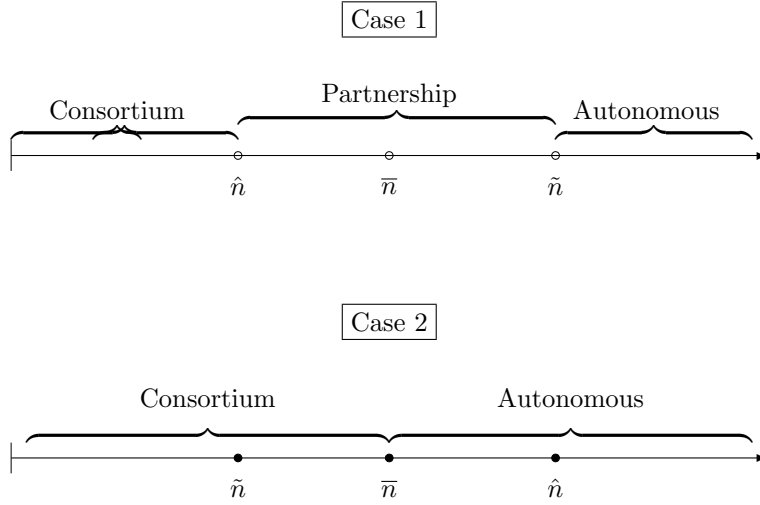 Case 1
Partnership
Consortium Autonomous
n̂ n̅ ñ
Case 2
Consortium Autonomous
ñ n̅ n̂